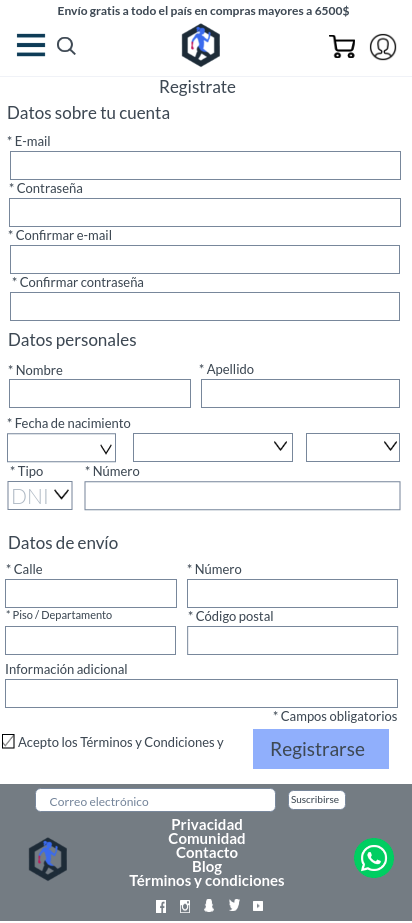 Envío gratis a todo el país en compras mayores a 6500$
Registrate
Datos sobre tu cuenta
* E-mail
* Contraseña
* Confirmar e-mail
* Confirmar contraseña
Datos personales
* Nombre * Apellido
* Fecha de nacimiento
* Tipo * Número
DNI
Datos de envío
* Calle * Número
* Piso / Departamento * Código postal
Información adicional
* Campos obligatorios
Acepto los Términos y Condiciones y
Registrarse
Correo electrónico Suscribirse
Privacidad
Comunidad
Contacto
Blog
Términos y condiciones